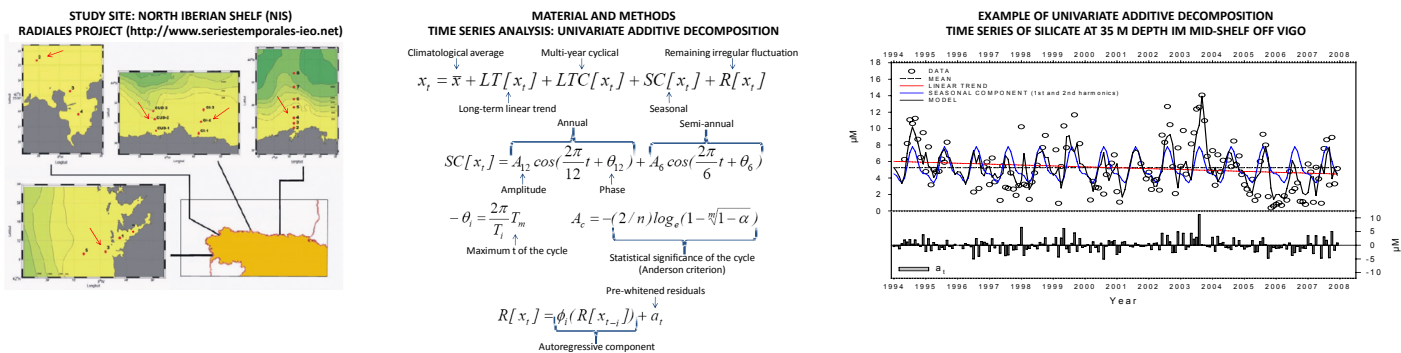 STUDY SITE: NORTH IBERIAN SHELF (NIS)
RADIALES PROJECT (http://www.seriestemporales-ieo.net)
MATERIAL AND METHODS
TIME SERIES ANALYSIS: UNIVARIATE ADDITIVE DECOMPOSITION
Climatological average
Multi-year cyclical
Remaining irregular fluctuation
x_t = x̄ + LT[x_t] + LTC[x_t] + SC[x_t] + R[x_t]
Long-term linear trend
Seasonal
Annual
Semi-annual
SC[x_t] = A_12 cos(2π/12 t + θ_12) + A_6 cos(2π/6 t + θ_6)
Amplitude
Phase
-θ_i = 2π/T_i T_m
A_c = -(2/n)log_e(1-ᵐ√1-α)
Maximum t of the cycle
Statistical significance of the cycle
(Anderson criterion)
Pre-whitened residuals
R[x_t] = ϕ_i(R[x_t-i]) + a_t
Autoregressive component
EXAMPLE OF UNIVARIATE ADDITIVE DECOMPOSITION
TIME SERIES OF SILICATE AT 35 M DEPTH IM MID-SHELF OFF VIGO
1994 1995 1996 1997 1998 1999 2000 2001 2002 2003 2004 2005 2006 2007 2008
18
16
14
12
10
8
6
4
2
0
µM
DATA
MEAN
LINEAR TREND
SEASONAL COMPONENT (1st and 2nd harmonics)
MODEL
10
5
0
-5
-10
µM
a_t
1994 1995 1996 1997 1998 1999 2000 2001 2002 2003 2004 2005 2006 2007 2008
Year